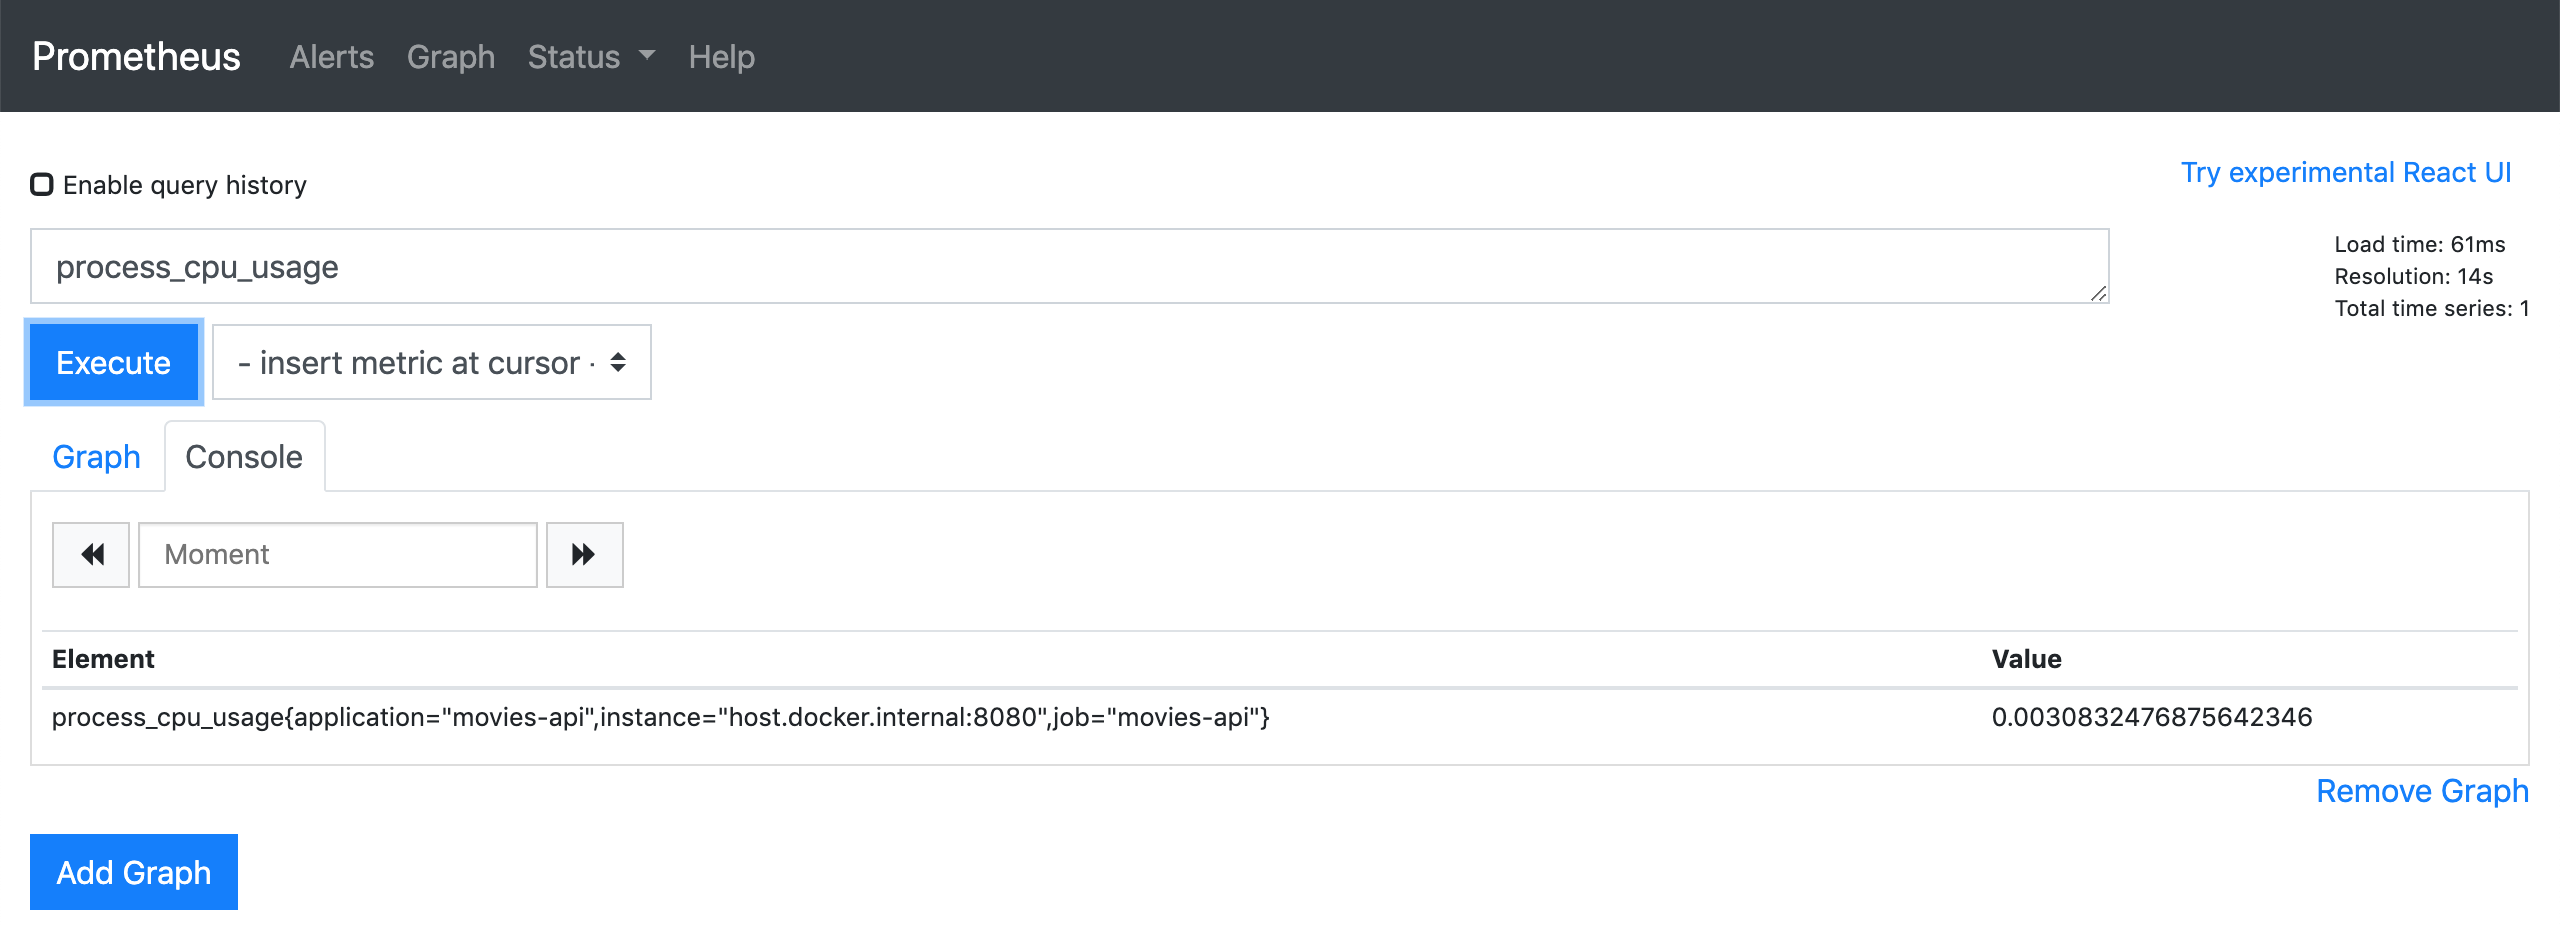 Prometheus Alerts Graph Status Help
Enable query history
Try experimental React UI
process_cpu_usage
Load time: 61ms
Resolution: 14s
Total time series: 1
Execute
- insert metric at cursor -
Graph Console
Moment
Element Value
process_cpu_usage{application="movies-api",instance="host.docker.internal:8080",job="movies-api"} 0.0030832476875642346
Remove Graph
Add Graph